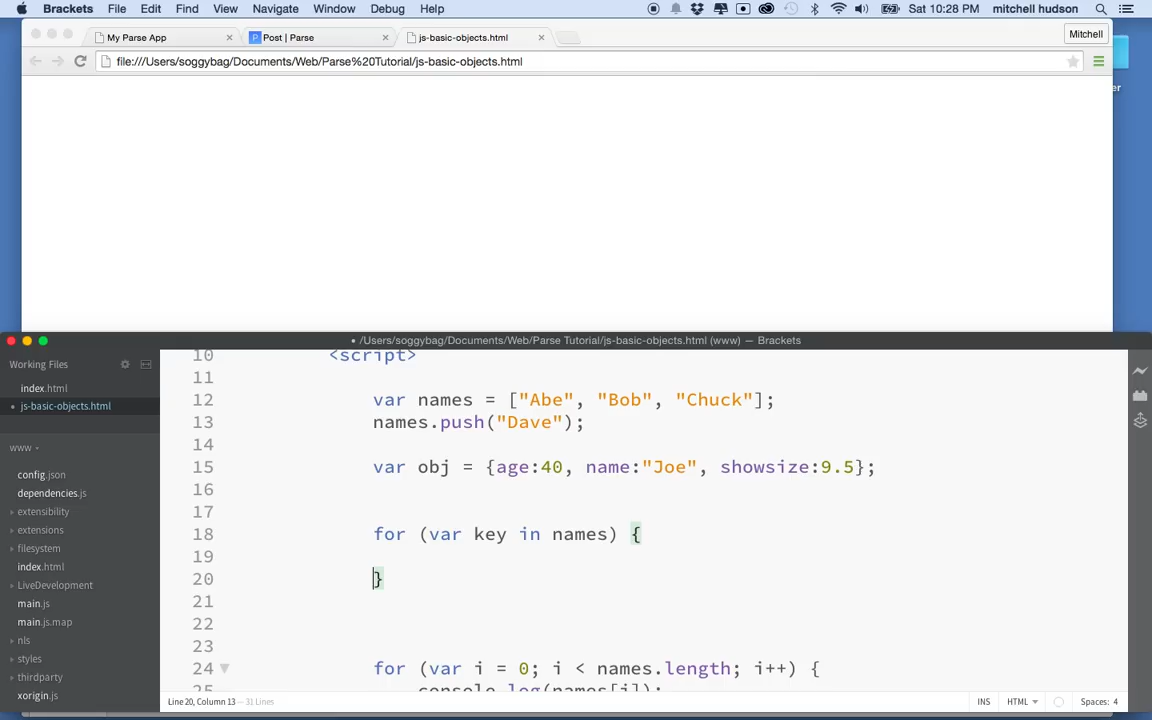 Brackets File Edit Find View Navigate Window Debug Help Sat 10:28 PM mitchell hudson
My Parse App Post | Parse js-basic-objects.html Mitchell
file:///Users/soggybag/Documents/Web/Parse%20Tutorial/js-basic-objects.html
er
• /Users/soggybag/Documents/Web/Parse Tutorial/js-basic-objects.html (www) — Brackets
Working Files
index.html
js-basic-objects.html
www
config.json
dependencies.js
extensibility
extensions
filesystem
index.html
LiveDevelopment
main.js
main.js.map
nls
styles
thirdparty
xorigin.js
10 <script>
11
12 var names = ["Abe", "Bob", "Chuck"];
13 names.push("Dave");
14
15 var obj = {age:40, name:"Joe", showsize:9.5};
16
17
18 for (var key in names) {
19
20 }
21
22
23
24 for (var i = 0; i < names.length; i++) {
25 console.log(names[i]);
Line 20, Column 13 — 31 Lines INS HTML Spaces: 4